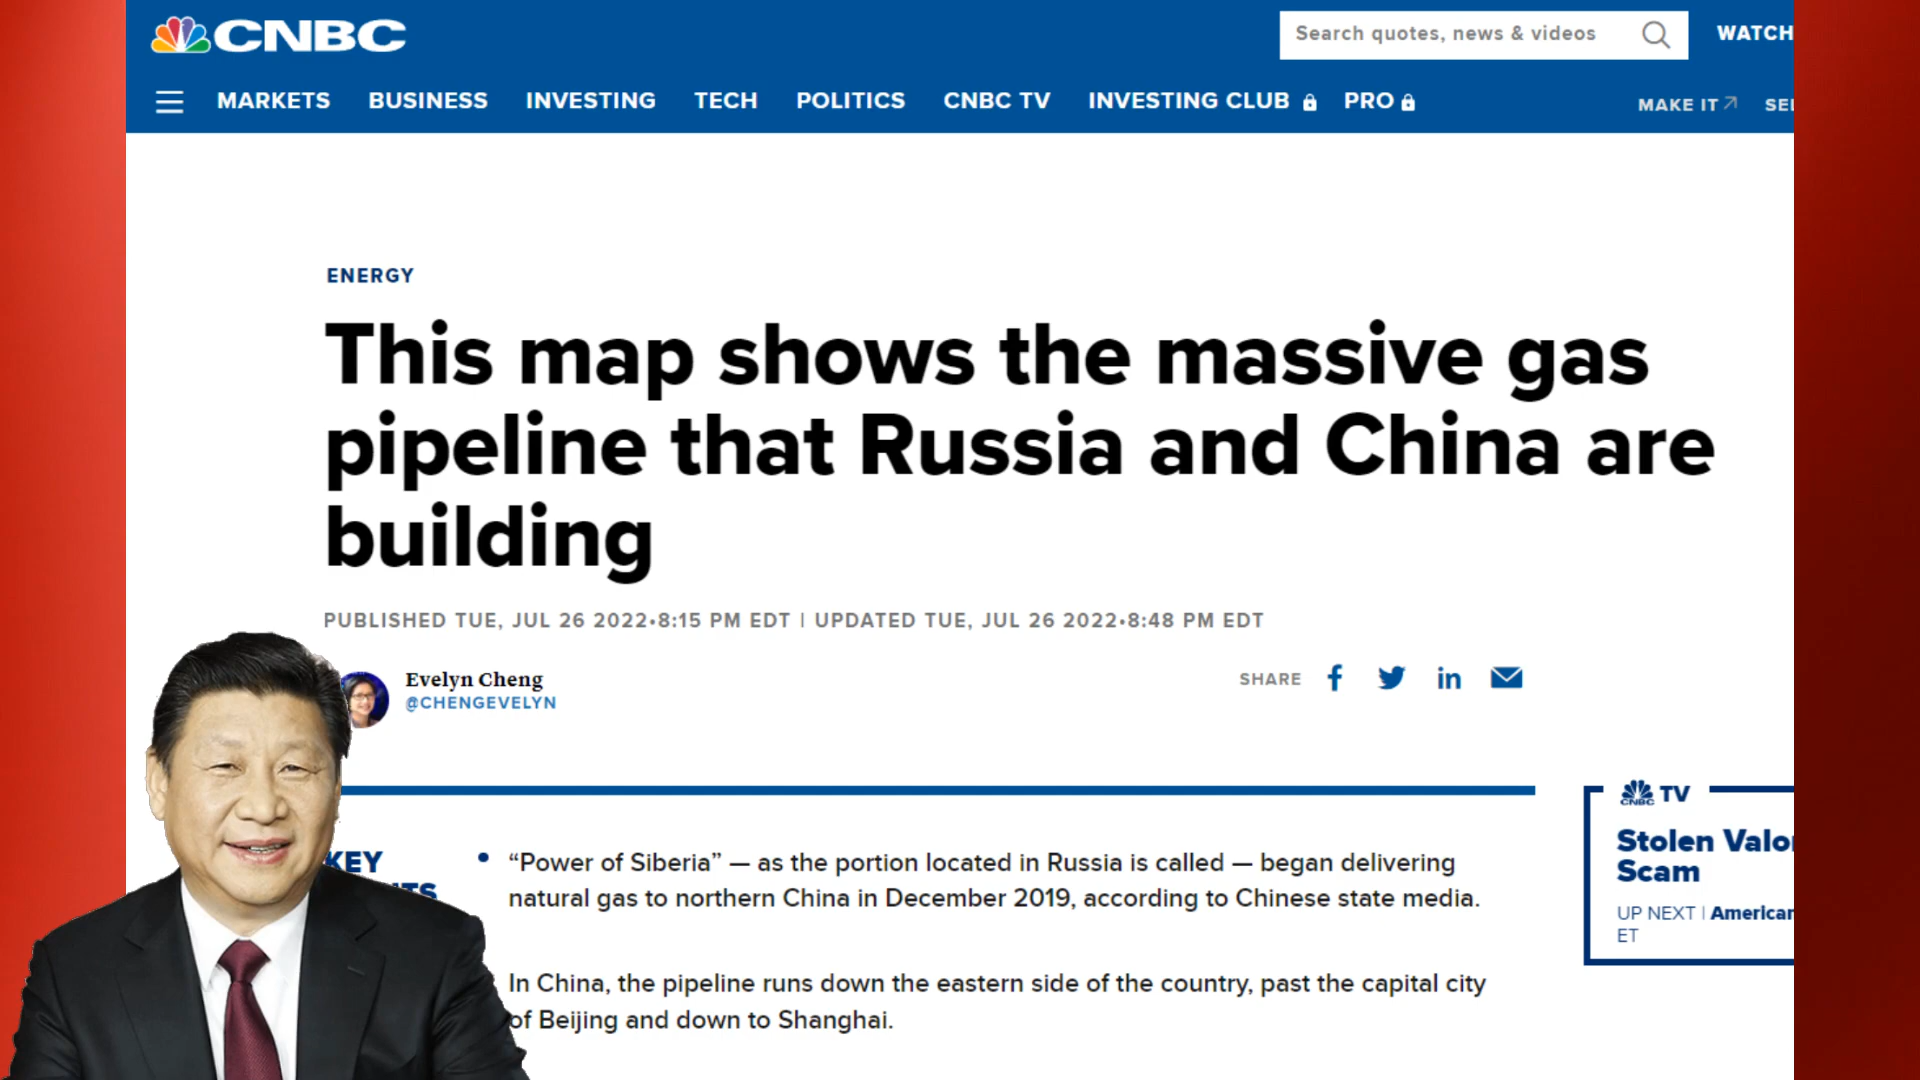 CNBC
Search quotes, news & videos
WATCH
MARKETS BUSINESS INVESTING TECH POLITICS CNBC TV INVESTING CLUB PRO
MAKE IT
ENERGY
This map shows the massive gas
pipeline that Russia and China are
building
PUBLISHED TUE, JUL 26 2022•8:15 PM EDT | UPDATED TUE, JUL 26 2022•8:48 PM EDT
Evelyn Cheng
@CHENGEVELYN
SHARE
KEY
• “Power of Siberia” — as the portion located in Russia is called — began delivering
natural gas to northern China in December 2019, according to Chinese state media.
In China, the pipeline runs down the eastern side of the country, past the capital city
of Beijing and down to Shanghai.
CNBC TV
Stolen Valo
Scam
UP NEXT | American
ET